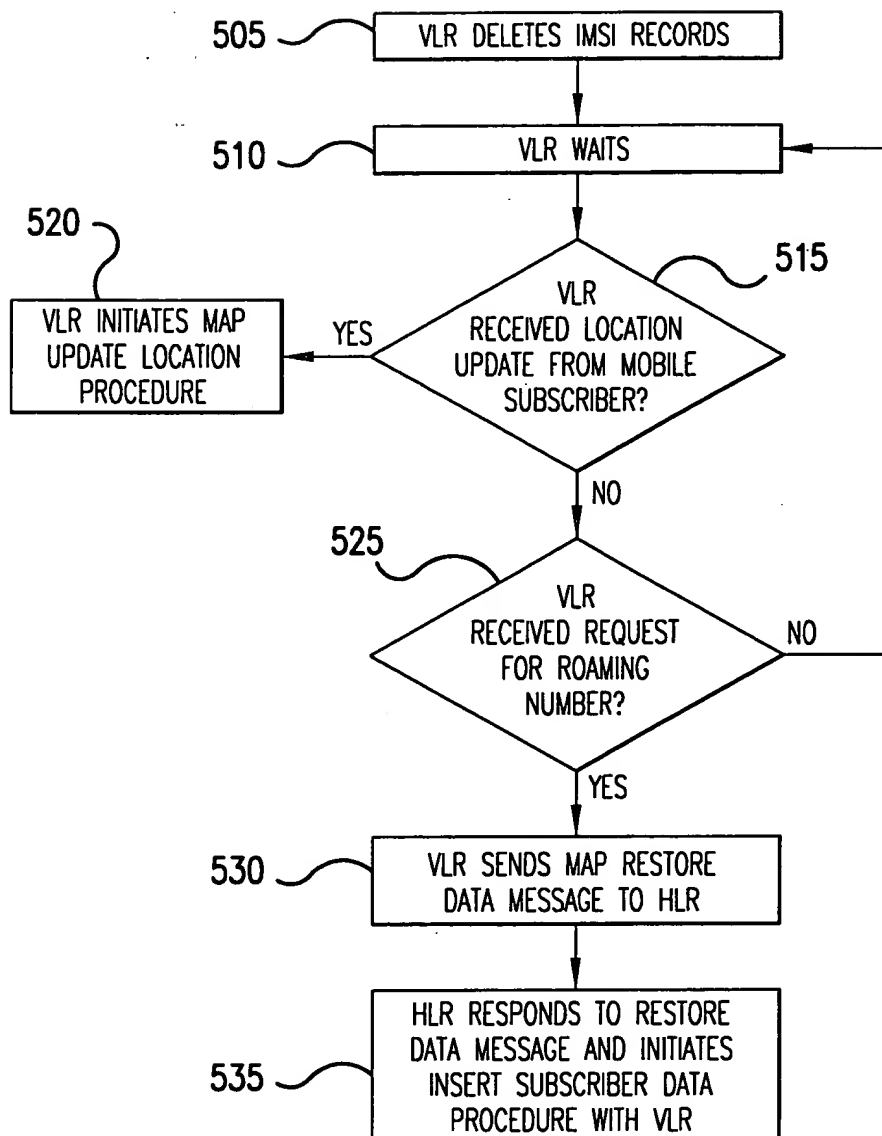 505
VLR DELETES IMSI RECORDS
510
VLR WAITS
520
515
VLR INITIATES MAP
UPDATE LOCATION
PROCEDURE
YES
VLR
RECEIVED LOCATION
UPDATE FROM MOBILE
SUBSCRIBER?
NO
525
VLR
RECEIVED REQUEST
FOR ROAMING
NUMBER?
NO
YES
530
VLR SENDS MAP RESTORE
DATA MESSAGE TO HLR
535
HLR RESPONDS TO RESTORE
DATA MESSAGE AND INITIATES
INSERT SUBSCRIBER DATA
PROCEDURE WITH VLR